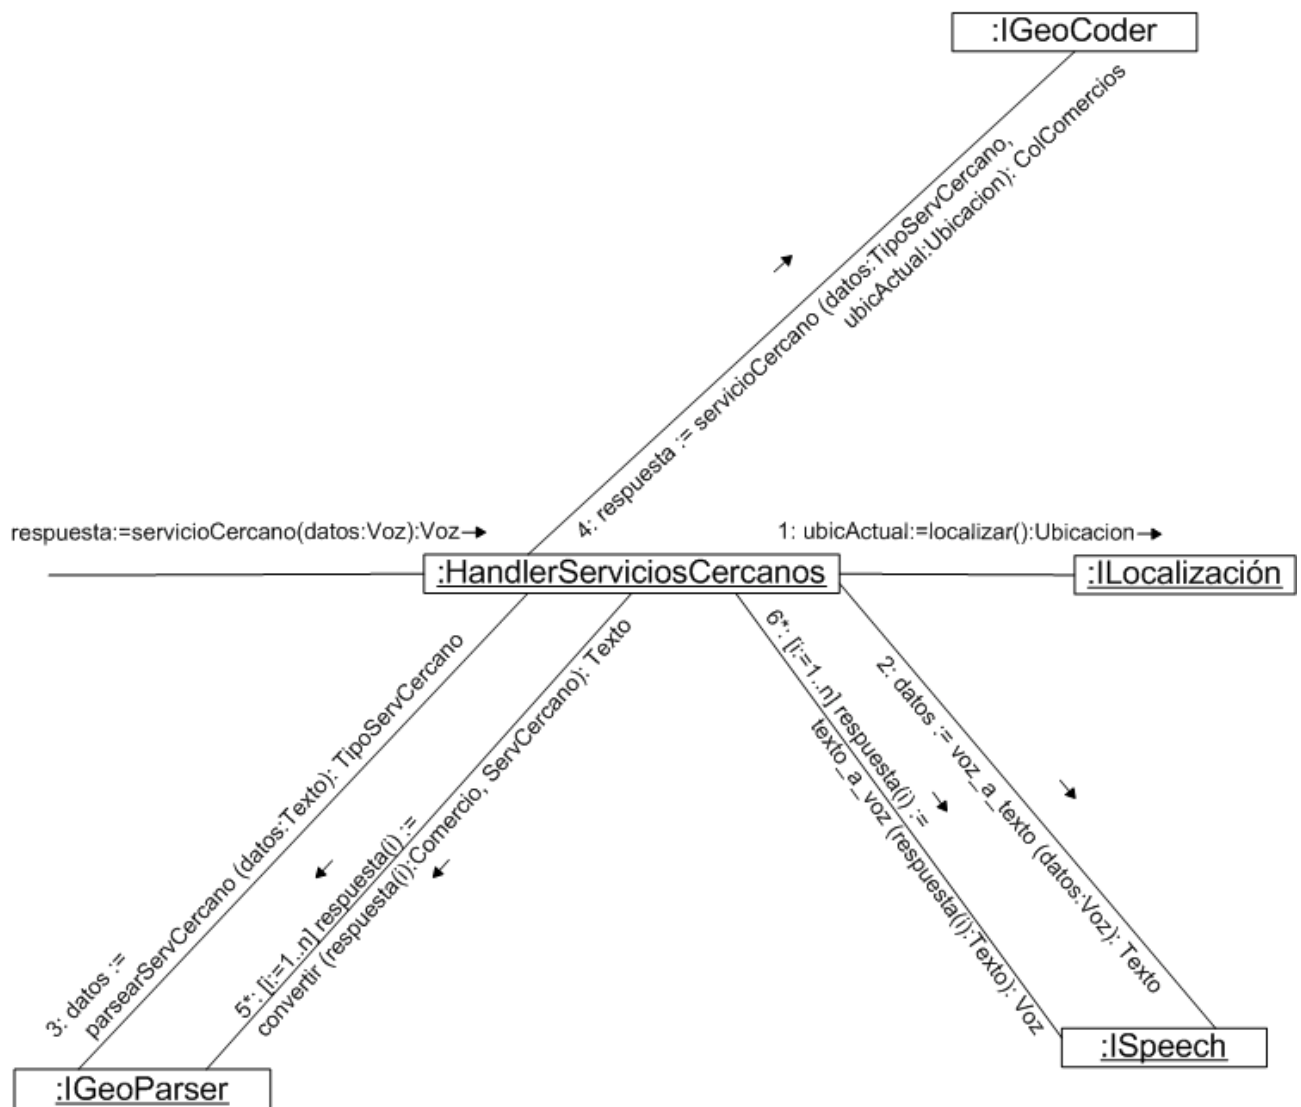 :IGeoCoder
4: respuesta := servicioCercano (datos:TipoServCercano,
ubicActual:Ubicacion): ColComercios
respuesta:=servicioCercano(datos:Voz):Voz
1: ubicActual:=localizar():Ubicacion
:HandlerServiciosCercanos
:ILocalización
3: datos :=
parsearServCercano (datos:Texto): TipoServCercano
5*: [i:=1..n] respuesta(i) :=
convertir (respuesta(i):Comercio, ServCercano): Texto
6*: [i:=1..n] respuesta(i) :=
texto_a_voz (respuesta(i):Texto): Voz
2: datos := voz_a_texto (datos:Voz): Texto
:ISpeech
:IGeoParser